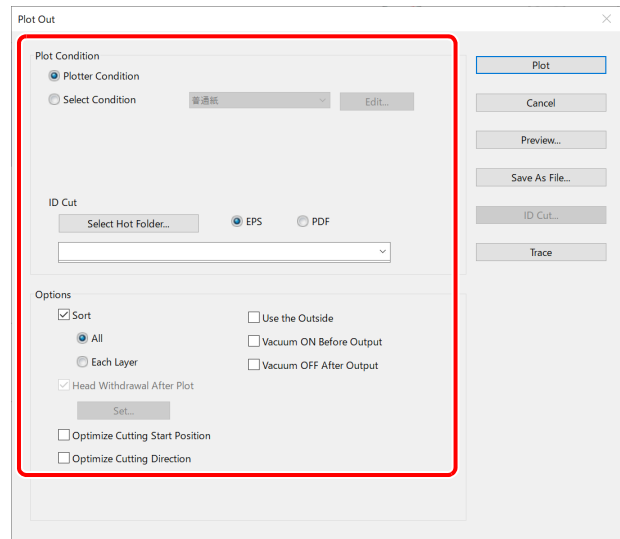 Plot Out
Plot Condition
Plotter Condition
Select Condition 普通紙 Edit...
ID Cut
Select Hot Folder... EPS PDF
Options
Sort
All
Each Layer
Head Withdrawal After Plot
Set...
Optimize Cutting Start Position
Optimize Cutting Direction
Use the Outside
Vacuum ON Before Output
Vacuum OFF After Output
Plot
Cancel
Preview...
Save As File...
ID Cut...
Trace